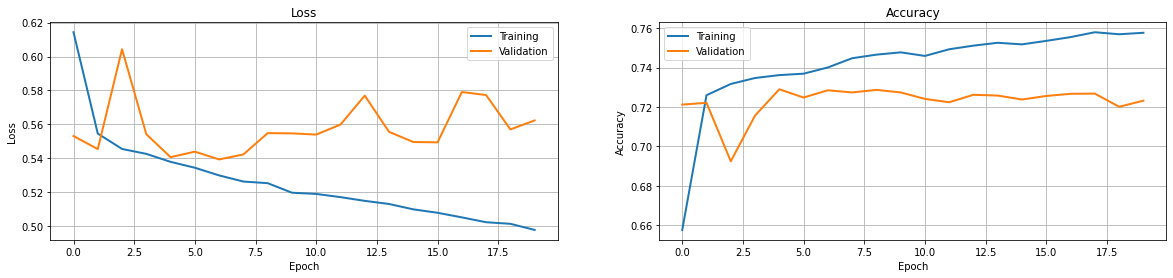 Loss
0.62
0.60
0.58
0.56
0.54
0.52
0.50
Loss
Training
Validation
0.0 2.5 5.0 7.5 10.0 12.5 15.0 17.5
Epoch
Accuracy
0.76
0.74
0.72
0.70
0.68
0.66
Accuracy
Training
Validation
0.0 2.5 5.0 7.5 10.0 12.5 15.0 17.5
Epoch